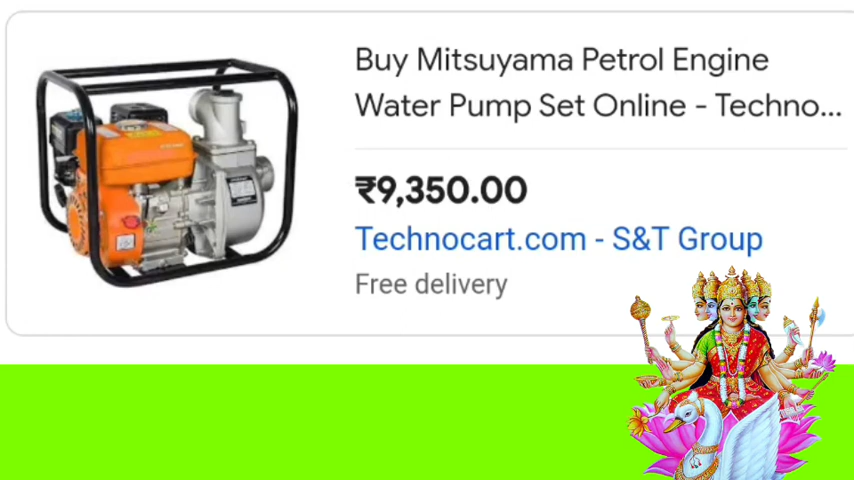 Buy Mitsuyama Petrol Engine
Water Pump Set Online - Techno...
₹9,350.00
Technocart.com - S&T Group
Free delivery